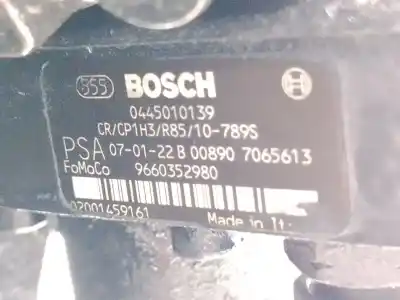 555 BOSCH
0445010139
CR/CP1H3/R85/10-789S
PSA 07-01-22 B 00890 7065613
FoMoCo 9660352980
02001459161 Made in It